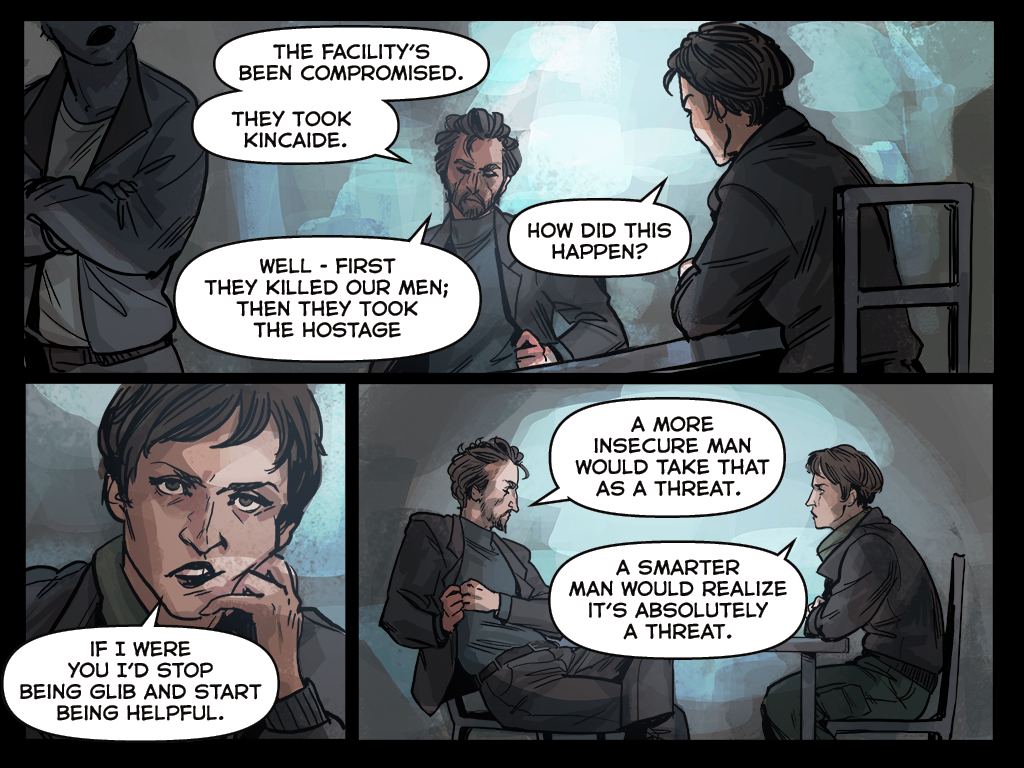 THE FACILITY'S
BEEN COMPROMISED.
THEY TOOK
KINCAIDE.
HOW DID THIS
HAPPEN?
WELL - FIRST
THEY KILLED OUR MEN;
THEN THEY TOOK
THE HOSTAGE
IF I WERE
YOU I'D STOP
BEING GLIB AND START
BEING HELPFUL.
A MORE
INSECURE MAN
WOULD TAKE THAT
AS A THREAT.
A SMARTER
MAN WOULD REALIZE
IT'S ABSOLUTELY
A THREAT.